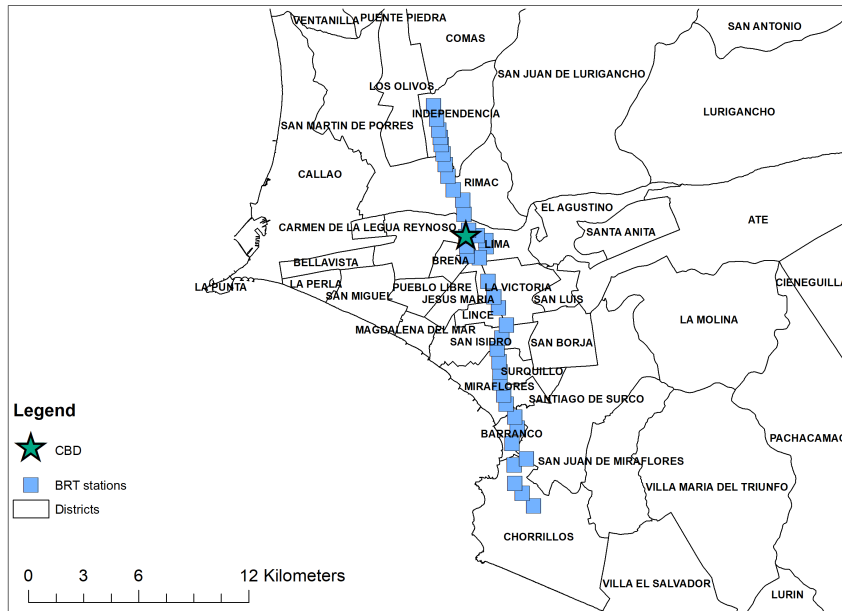 VENTANILLA
PUENTE PIEDRA
COMAS
SAN ANTONIO
SAN JUAN DE LURIGANCHO
LOS OLIVOS
INDEPENDENCIA
LURIGANCHO
SAN MARTIN DE PORRES
CALLAO
RIMAC
EL AGUSTINO
ATE
CARMEN DE LA LEGUA REYNOSO
SANTA ANITA
LIMA
BREÑA
BELLAVISTA
LA PUNTA
LA PERLA
SAN MIGUEL
PUEBLO LIBRE
LA VICTORIA
CIENEGUILLA
JESUS MARIA
SAN LUIS
LINCE
LA MOLINA
MAGDALENA DEL MAR
SAN ISIDRO
SAN BORJA
SURQUILLO
MIRAFLORES
SANTIAGO DE SURCO
BARRANCO
PACHACAMAC
SAN JUAN DE MIRAFLORES
VILLA MARIA DEL TRIUNFO
CHORRILLOS
VILLA EL SALVADOR
LURIN
Legend
CBD
BRT stations
Districts
0 3 6 12 Kilometers